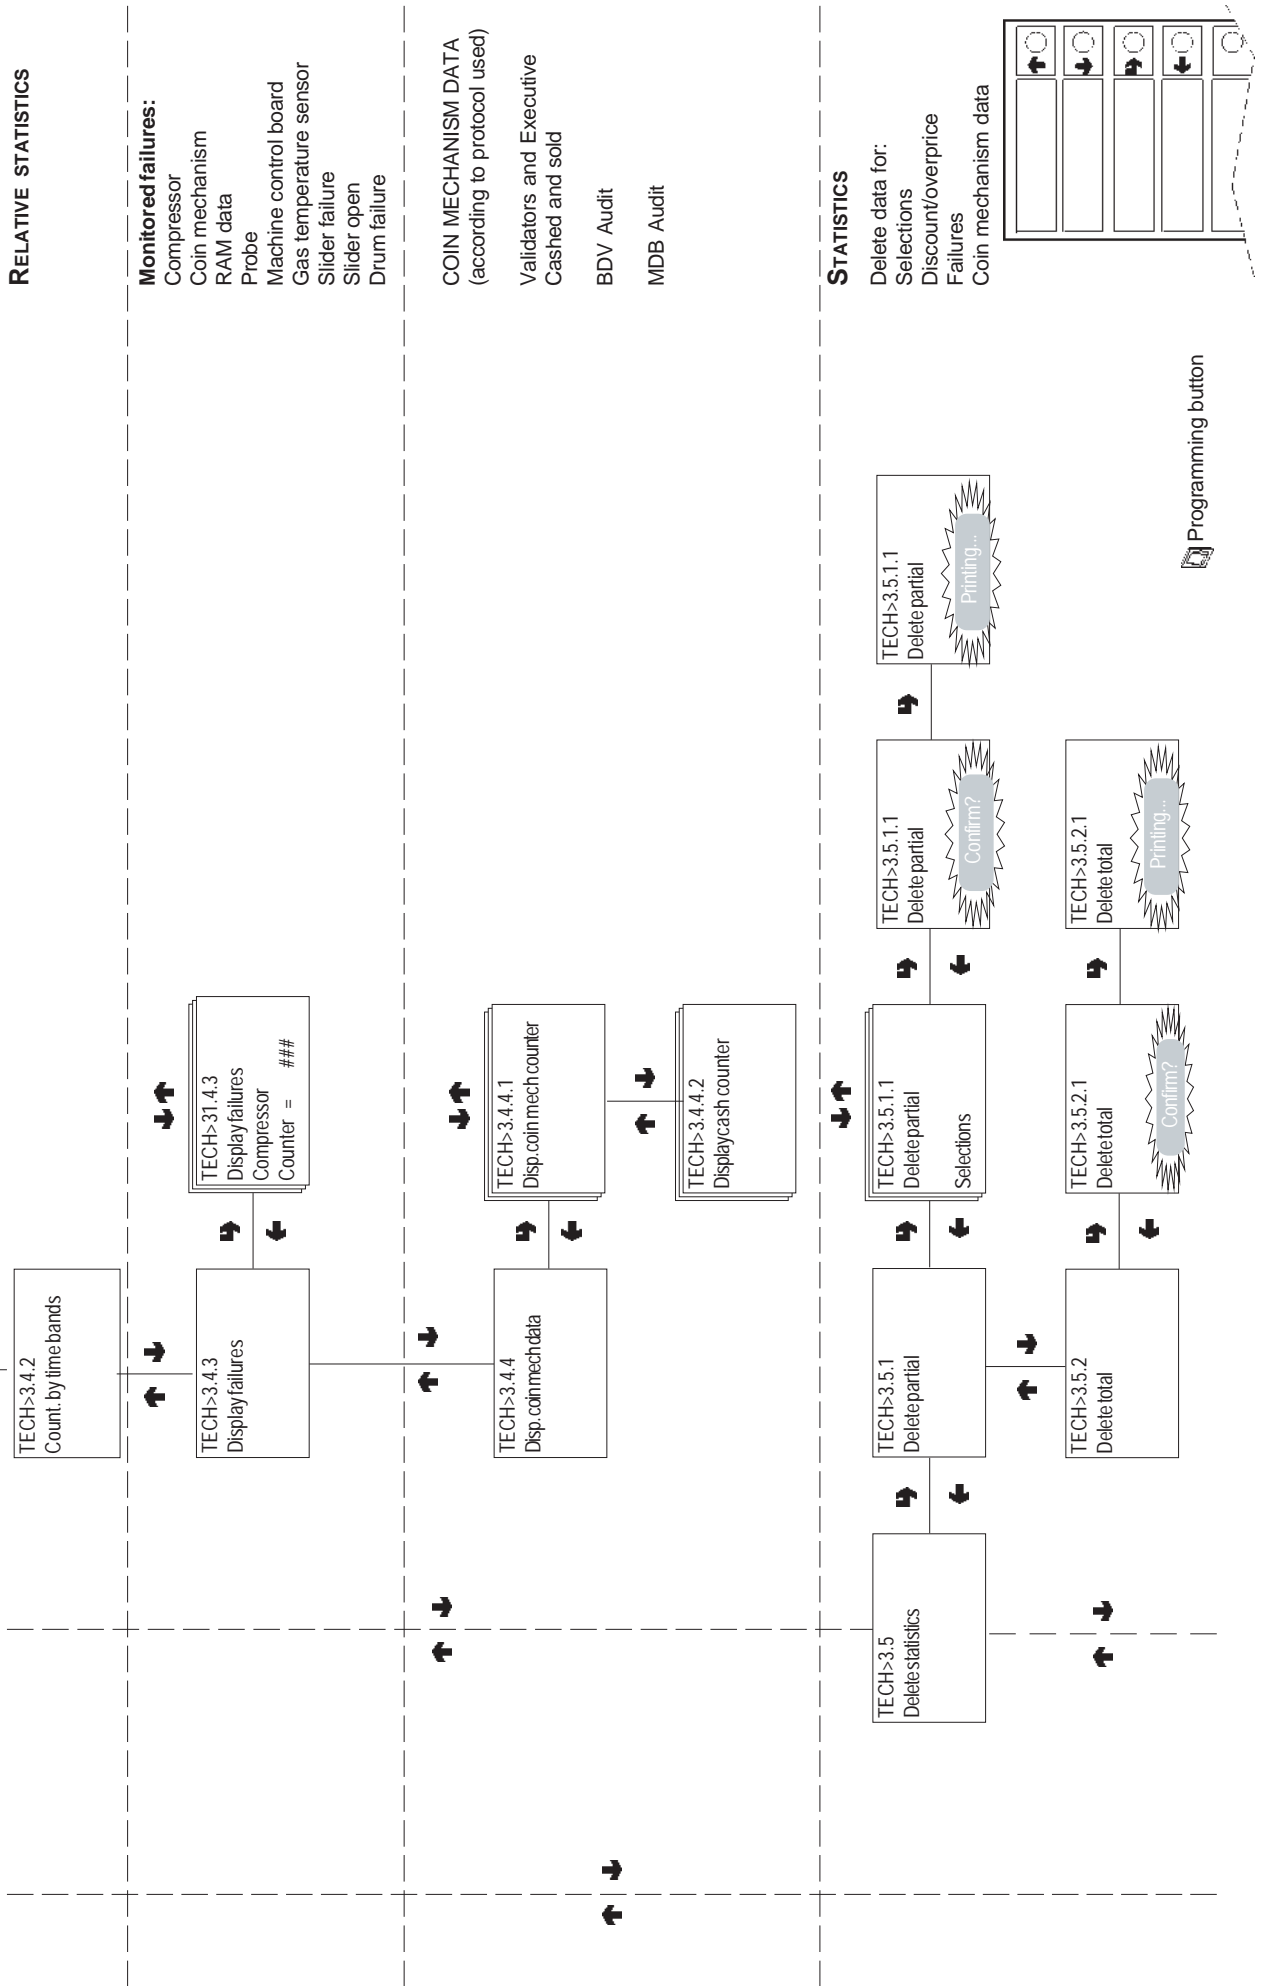 RELATIVE STATISTICS
TECH>3.4.2
Count. by time bands
Monitored failures:
Compressor
Coin mechanism
RAM data
Probe
Machine control board
Gas temperature sensor
Slider failure
Slider open
Drum failure
TECH>3.4.3
Display failures
TECH>31.4.3
Display failures
Compressor
Counter = ###
COIN MECHANISM DATA
(according to protocol used)
Validators and Executive
Cashed and sold
BDV Audit
MDB Audit
TECH>3.4.4
Disp. coin mech data
TECH>3.4.4.1
Disp. coin mech counter
TECH>3.4.4.2
Display cash counter
STATISTICS
Delete data for:
Selections
Discount/overprice
Failures
Coin mechanism data
TECH>3.5
Delete statistics
TECH>3.5.1
Delete partial
TECH>3.5.1.1
Delete partial
Selections
TECH>3.5.1.1
Delete partial
Confirm?
TECH>3.5.1.1
Delete partial
Printing...
TECH>3.5.2
Delete total
TECH>3.5.2.1
Delete total
Confirm?
TECH>3.5.2.1
Delete total
Printing...
Programming button